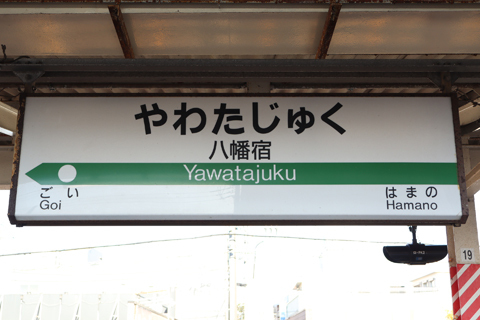 やわたじゅく
八幡宿
Yawatajuku
ごい
Goi
はまの
Hamano
19